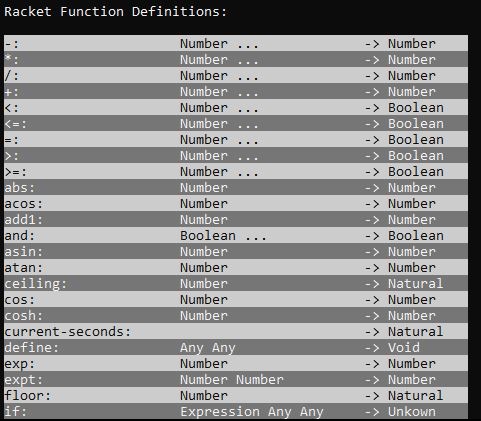 Racket Function Definitions:
-: Number ... -> Number
*: Number ... -> Number
/: Number ... -> Number
+: Number ... -> Number
<: Number ... -> Boolean
<=: Number ... -> Boolean
=: Number ... -> Boolean
>: Number ... -> Boolean
>=: Number ... -> Boolean
abs: Number -> Number
acos: Number -> Number
add1: Number -> Number
and: Boolean ... -> Boolean
asin: Number -> Number
atan: Number -> Number
ceiling: Number -> Natural
cos: Number -> Number
cosh: Number -> Number
current-seconds: -> Natural
define: Any Any -> Void
exp: Number -> Number
expt: Number Number -> Number
floor: Number -> Natural
if: Expression Any Any -> Unkown